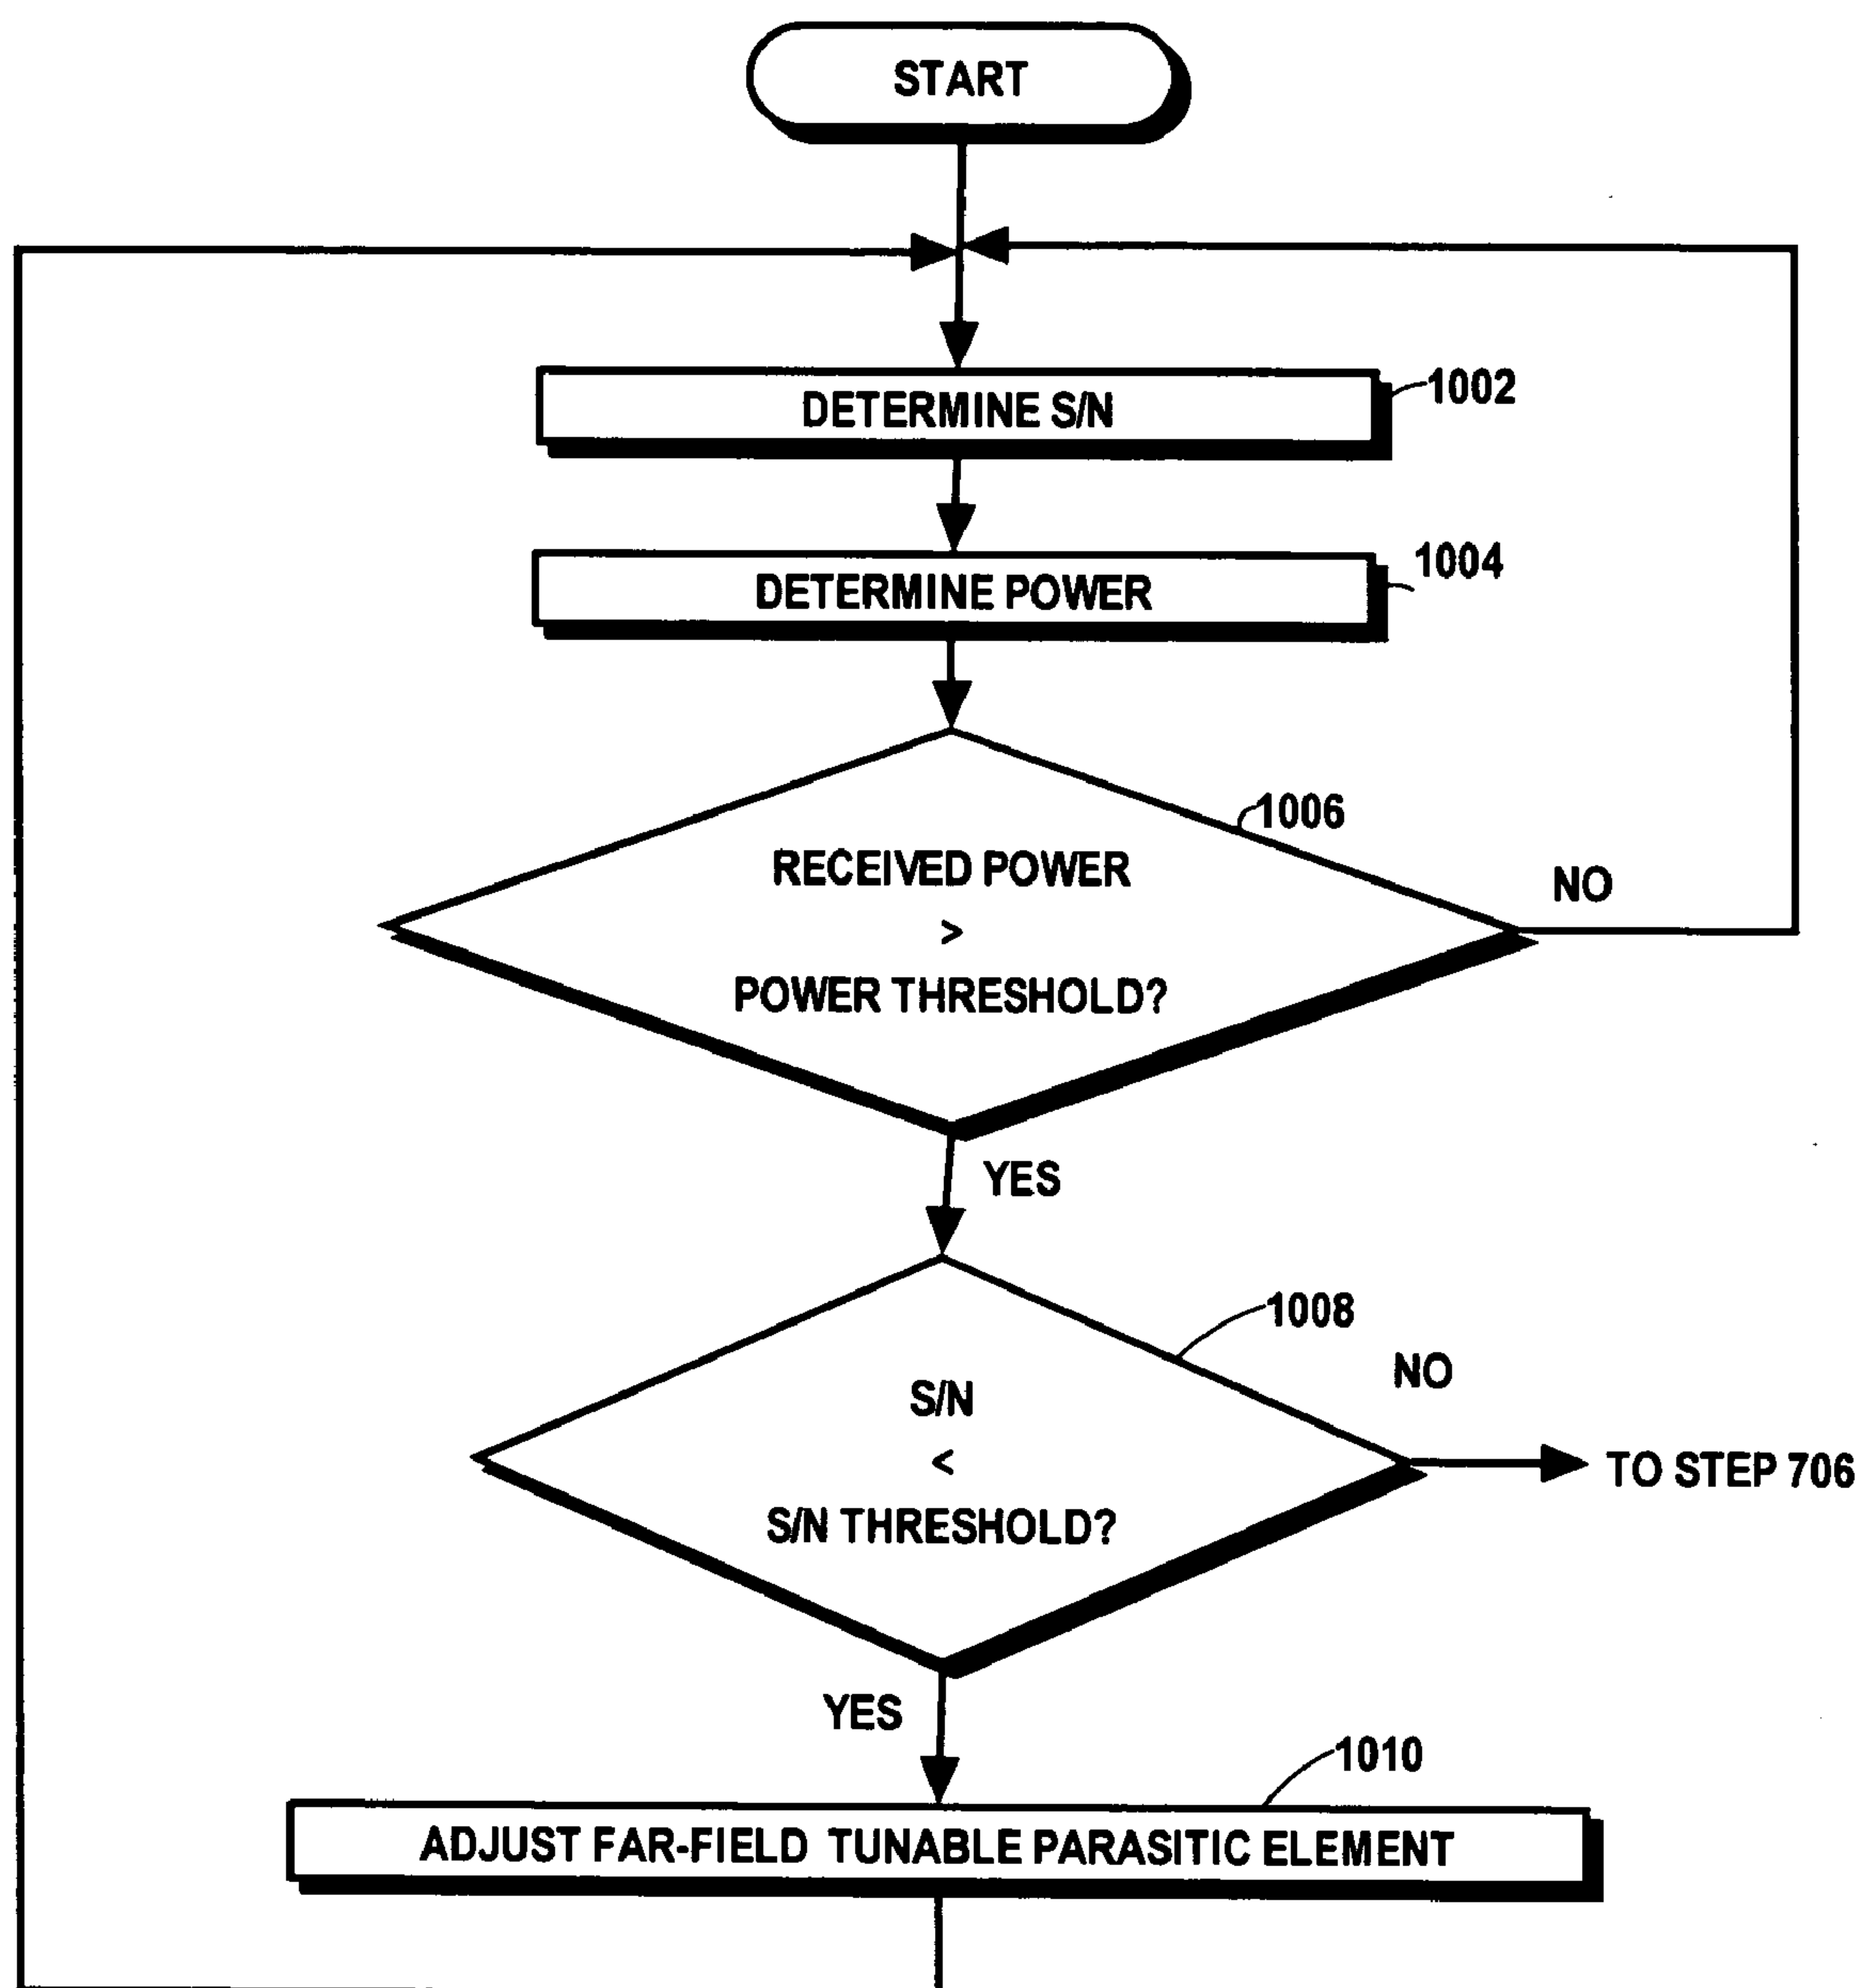 START
DETERMINE S/N
1002
DETERMINE POWER
1004
1006
RECEIVED POWER
>
POWER THRESHOLD?
NO
YES
1008
NO
S/N
<
S/N THRESHOLD?
TO STEP 706
YES
1010
ADJUST FAR-FIELD TUNABLE PARASITIC ELEMENT